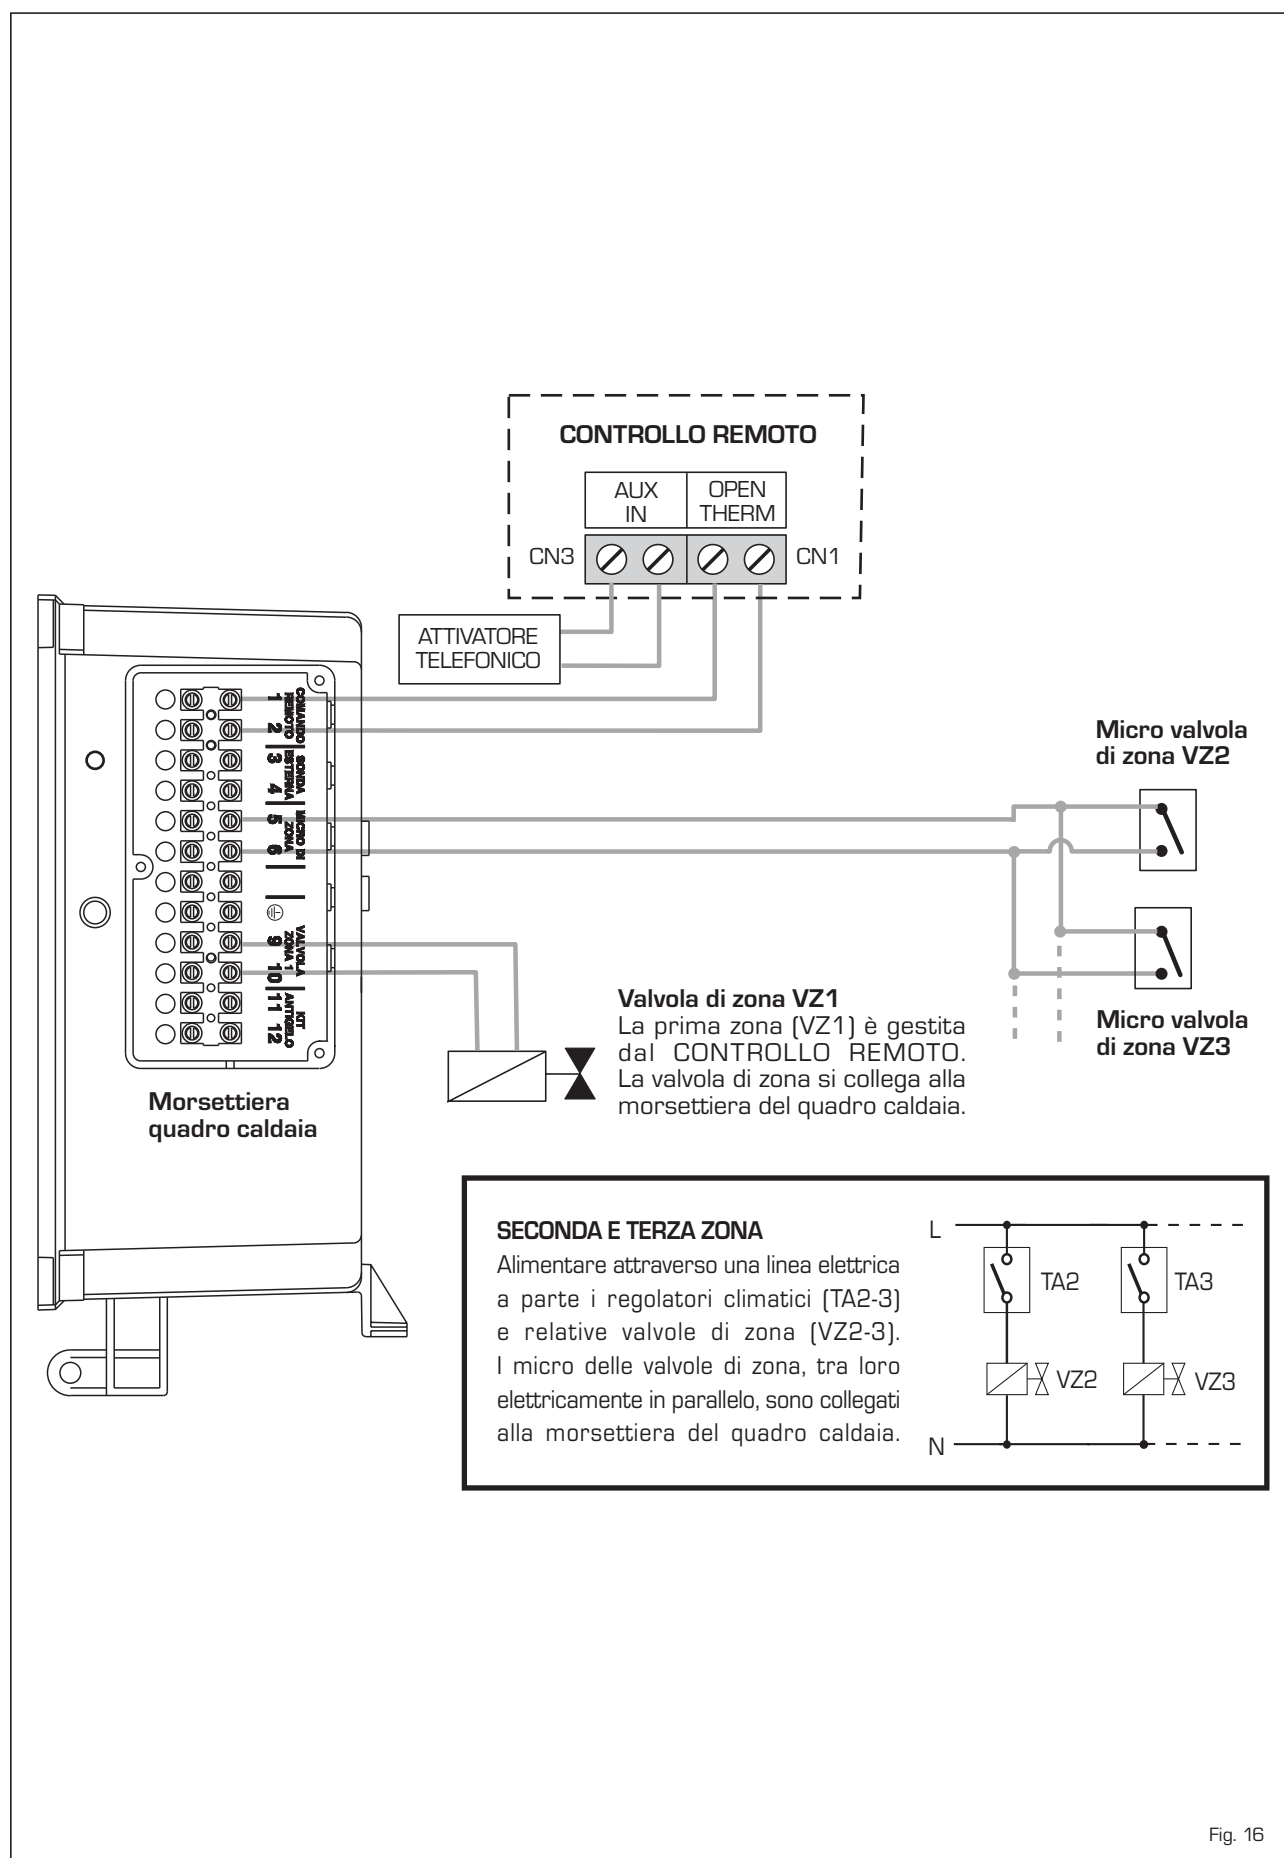 CONTROLLO REMOTO
AUX
IN
OPEN
THERM
CN3
CN1
ATTIVATORE
TELEFONICO
1
2
COMANDO
REMOTO
3
4
SONDA
ESTERNA
5
6
MICRO DI
ZONA
9
10
VALVOLA
ZONA 1
11
12
KIT
ANTIGELO
Morsettiera
quadro caldaia
Micro valvola
di zona VZ2
Micro valvola
di zona VZ3
Valvola di zona VZ1
La prima zona (VZ1) è gestita
dal CONTROLLO REMOTO.
La valvola di zona si collega alla
morsettiera del quadro caldaia.
SECONDA E TERZA ZONA
Alimentare attraverso una linea elettrica
a parte i regolatori climatici (TA2-3)
e relative valvole di zona (VZ2-3).
I micro delle valvole di zona, tra loro
elettricamente in parallelo, sono collegati
alla morsettiera del quadro caldaia.
L
TA2
TA3
VZ2
VZ3
N
Fig. 16